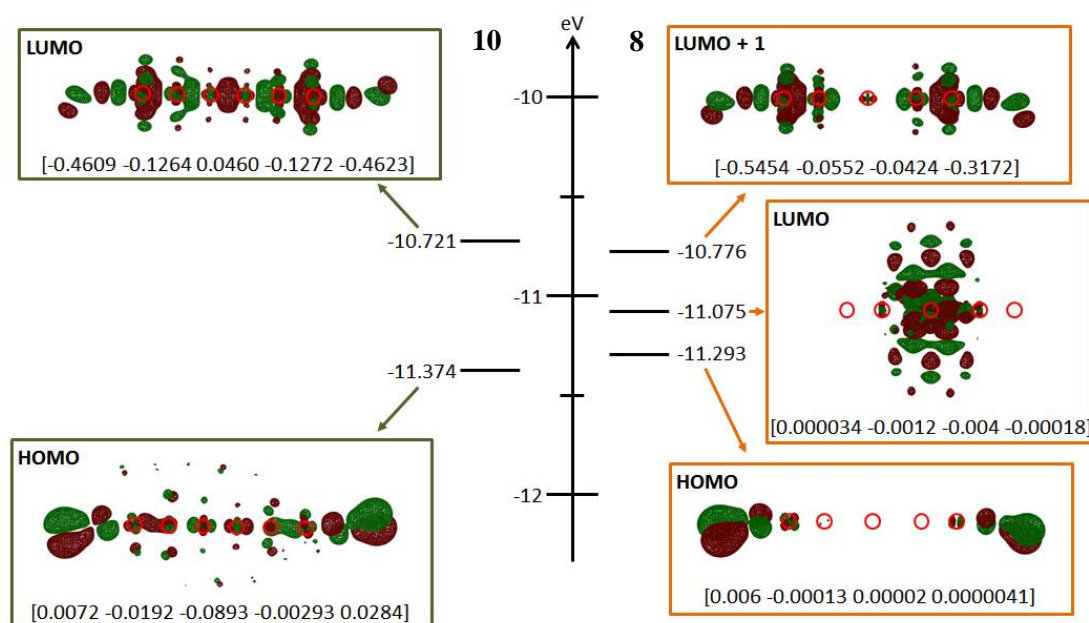 eV
10
8
LUMO
[-0.4609 -0.1264 0.0460 -0.1272 -0.4623]
LUMO + 1
[-0.5454 -0.0552 -0.0424 -0.3172]
-10
-10.721
-10.776
LUMO
[0.000034 -0.0012 -0.004 -0.00018]
-11
-11.075
-11.293
-11.374
HOMO
[0.0072 -0.0192 -0.0893 -0.00293 0.0284]
-12
HOMO
[0.006 -0.00013 0.00002 0.0000041]